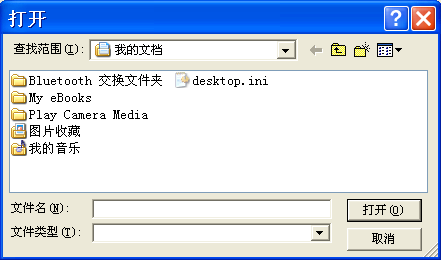 打开
查找范围(I): 我的文档
Bluetooth 交换文件夹 desktop.ini
My eBooks
Play Camera Media
图片收藏
我的音乐
文件名(N): 打开(O)
文件类型(T): 取消